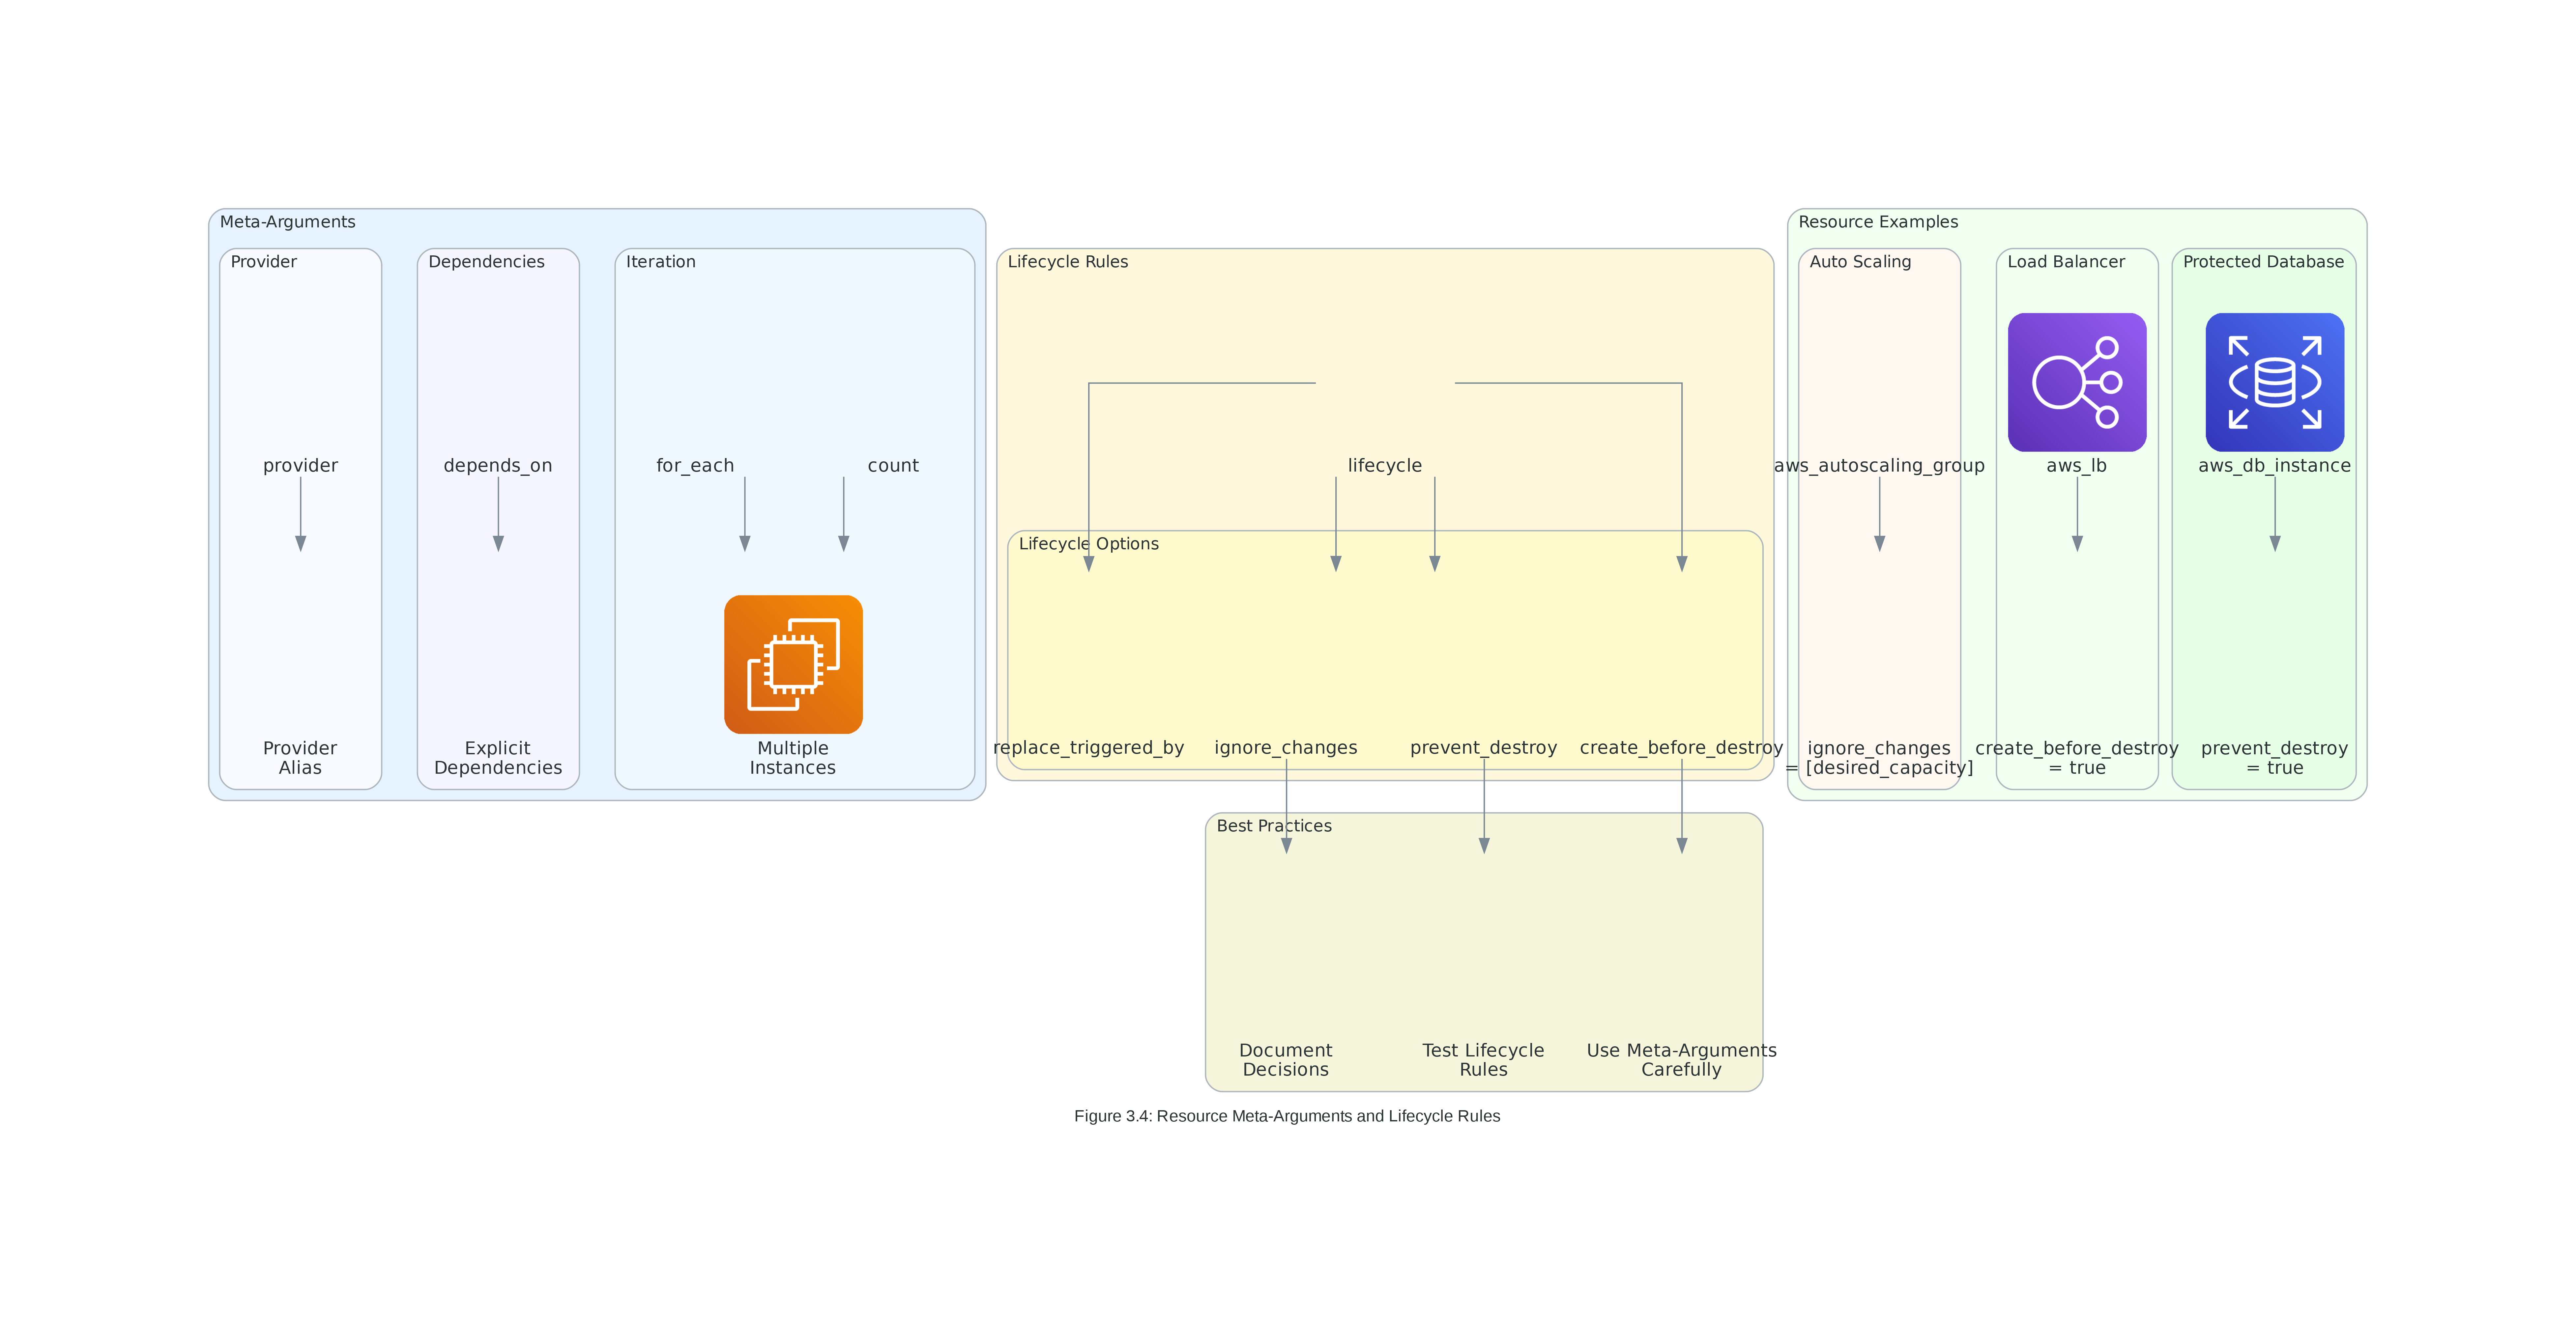 Meta-Arguments
Provider
provider
Provider
Alias
Dependencies
depends_on
Explicit
Dependencies
Iteration
for_each
count
Multiple
Instances
Lifecycle Rules
lifecycle
Lifecycle Options
replace_triggered_by
ignore_changes
prevent_destroy
create_before_destroy
Resource Examples
Auto Scaling
aws_autoscaling_group
ignore_changes
= [desired_capacity]
Load Balancer
aws_lb
create_before_destroy
= true
Protected Database
aws_db_instance
prevent_destroy
= true
Best Practices
Document
Decisions
Test Lifecycle
Rules
Use Meta-Arguments
Carefully
Figure 3.4: Resource Meta-Arguments and Lifecycle Rules